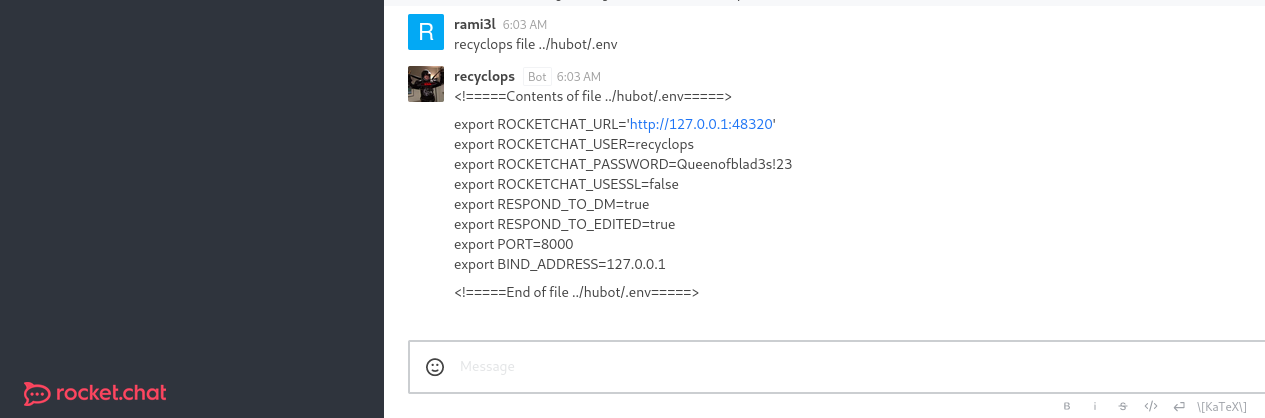 rami3l 6:03 AM
recyclops file ../hubot/.env
recyclops Bot 6:03 AM
<!=====Contents of file ../hubot/.env=====>
export ROCKETCHAT_URL='http://127.0.0.1:48320'
export ROCKETCHAT_USER=recyclops
export ROCKETCHAT_PASSWORD=Queenofblad3s!23
export ROCKETCHAT_USESSL=false
export RESPOND_TO_DM=true
export RESPOND_TO_EDITED=true
export PORT=8000
export BIND_ADDRESS=127.0.0.1
<!=====End of file ../hubot/.env=====>
Message
rocket.chat
B i S </> \[KaTeX\]